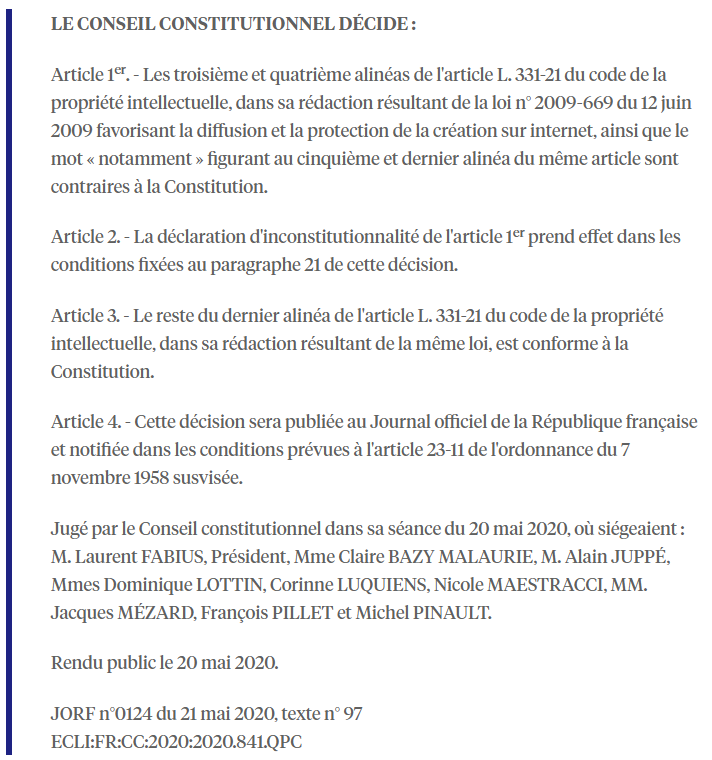 LE CONSEIL CONSTITUTIONNEL DÉCIDE :
Article 1er. - Les troisième et quatrième alinéas de l'article L. 331-21 du code de la
propriété intellectuelle, dans sa rédaction résultant de la loi n° 2009-669 du 12 juin
2009 favorisant la diffusion et la protection de la création sur internet, ainsi que le
mot « notamment » figurant au cinquième et dernier alinéa du même article sont
contraires à la Constitution.
Article 2. - La déclaration d'inconstitutionnalité de l'article 1er prend effet dans les
conditions fixées au paragraphe 21 de cette décision.
Article 3. - Le reste du dernier alinéa de l'article L. 331-21 du code de la propriété
intellectuelle, dans sa rédaction résultant de la même loi, est conforme à la
Constitution.
Article 4. - Cette décision sera publiée au Journal officiel de la République française
et notifiée dans les conditions prévues à l'article 23-11 de l'ordonnance du 7
novembre 1958 susvisée.
Jugé par le Conseil constitutionnel dans sa séance du 20 mai 2020, où siégeaient :
M. Laurent FABIUS, Président, Mme Claire BAZY MALAURIE, M. Alain JUPPÉ,
Mmes Dominique LOTTIN, Corinne LUQUIENS, Nicole MAESTRACCI, MM.
Jacques MÉZARD, François PILLET et Michel PINAULT.
Rendu public le 20 mai 2020.
JORF n°0124 du 21 mai 2020, texte n° 97
ECLI:FR:CC:2020:2020.841.QPC